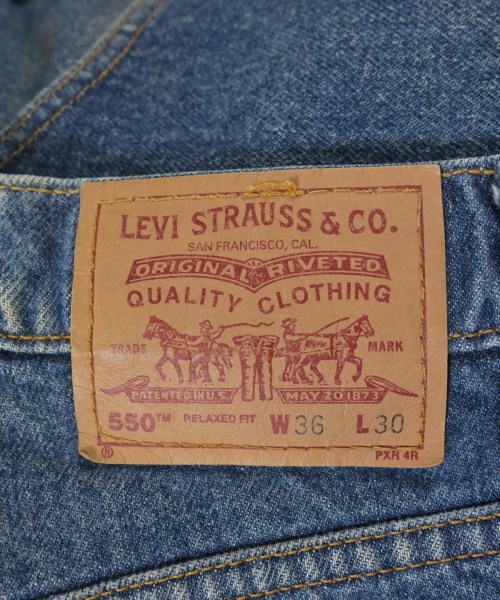 LEVI STRAUSS & CO.
SAN FRANCISCO, CAL.
ORIGINAL RIVETED
QUALITY CLOTHING
TRADE MARK
PATENTED IN U.S. MAY 20 1873
550™ RELAXED FIT W36 L30
® PXR 4R